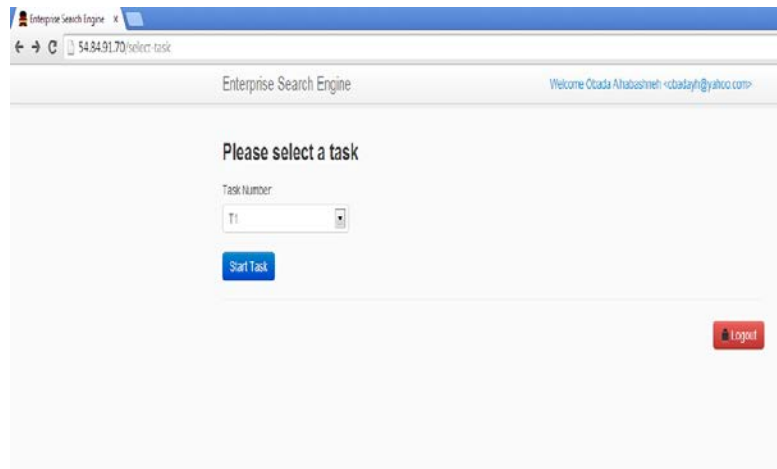 Enterprise Search Engine x
54.84.91.70/select-task
Enterprise Search Engine
Welcome Obada Alhabashneh <obadayh@yahoo.com>
Please select a task
Task Number:
T1
Start Task
Logout